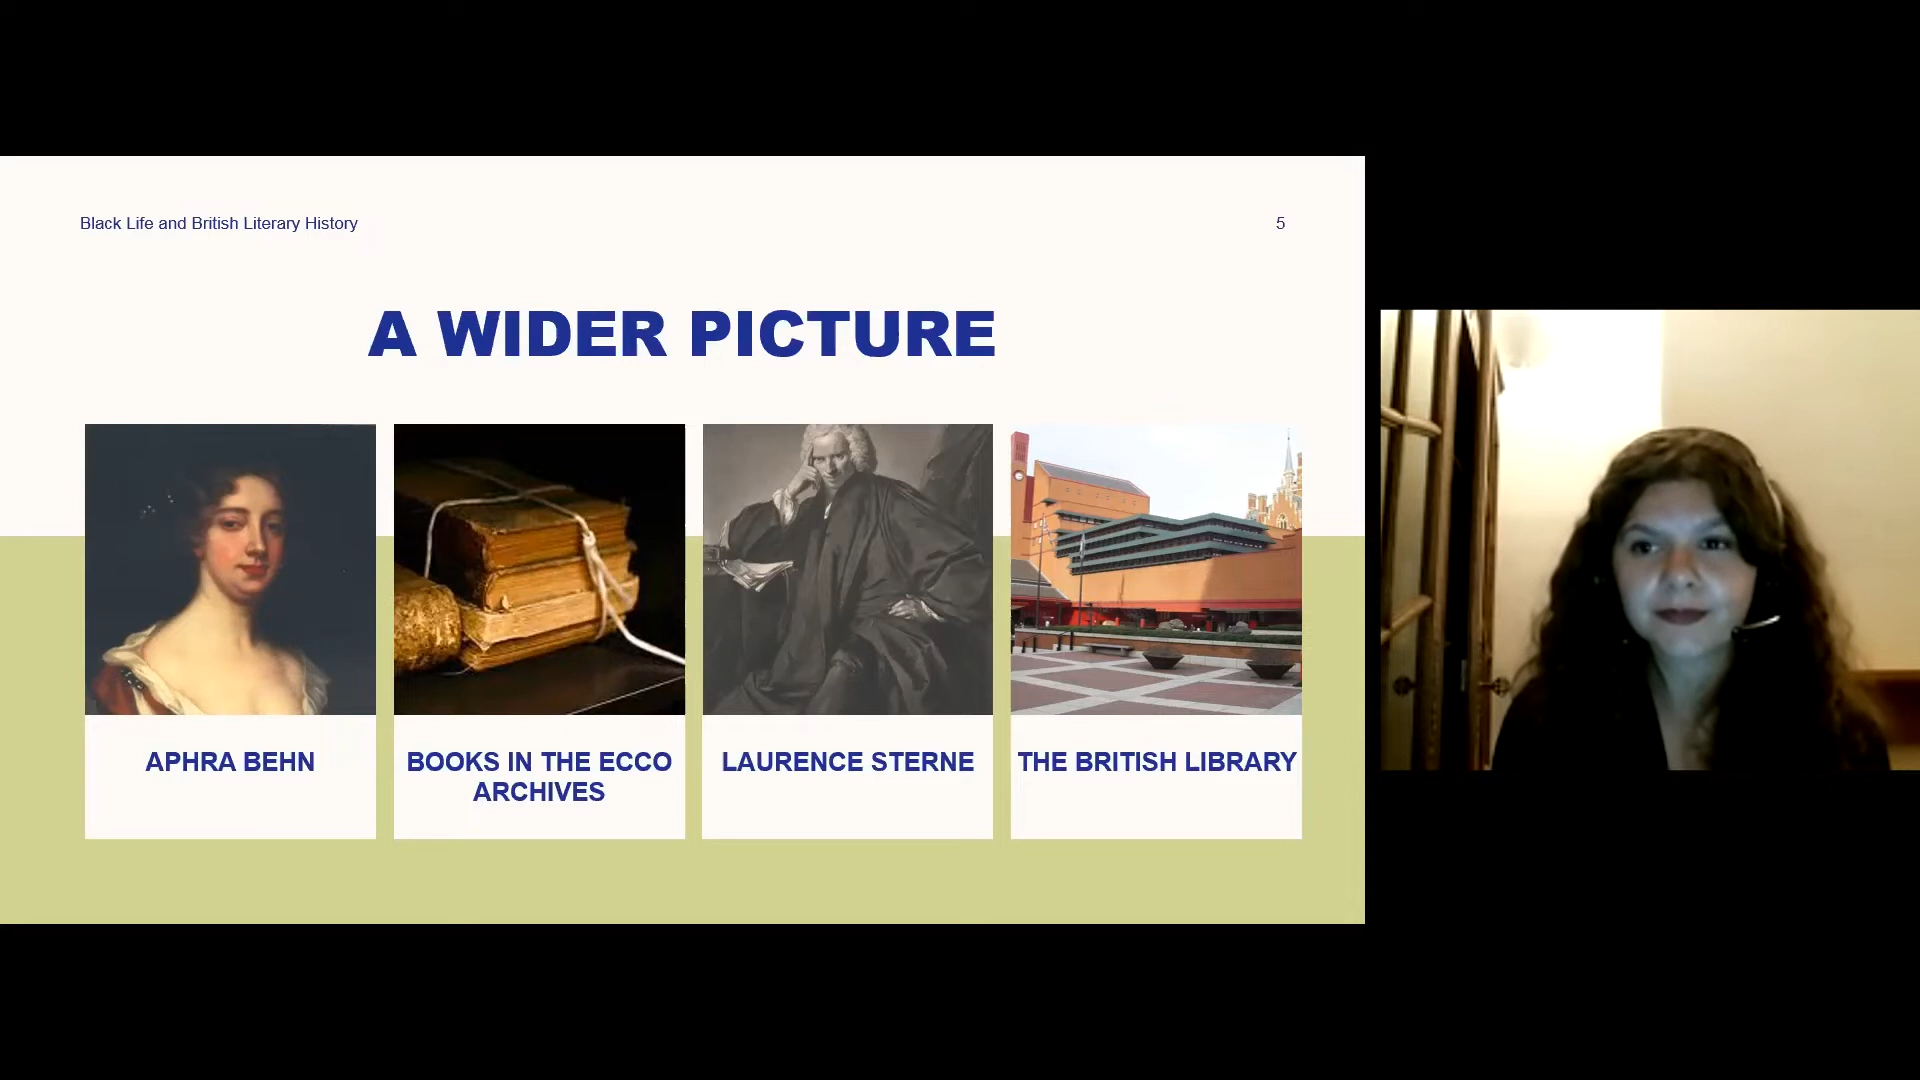 Black Life and British Literary History
5
A WIDER PICTURE
APHRA BEHN
BOOKS IN THE ECCO
ARCHIVES
LAURENCE STERNE
THE BRITISH LIBRARY